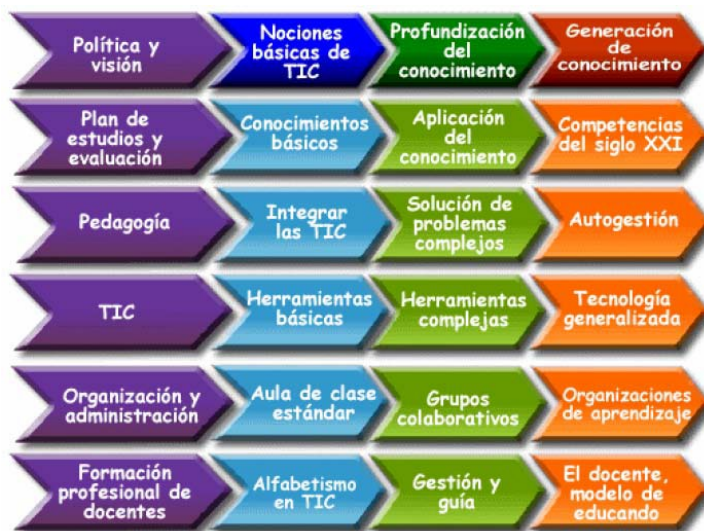 Política y
visión
Nociones
básicas de
TIC
Profundización
del
conocimiento
Generación
de
conocimiento
Plan de
estudios y
evaluación
Conocimientos
básicos
Aplicación
del
conocimiento
Competencias
del siglo XXI
Pedagogía
Integrar
las TIC
Solución de
problemas
complejos
Autogestión
TIC
Herramientas
básicas
Herramientas
complejas
Tecnología
generalizada
Organización y
administración
Aula de clase
estándar
Grupos
colaborativos
Organizaciones
de aprendizaje
Formación
profesional de
docentes
Alfabetismo
en TIC
Gestión y
guía
El docente,
modelo de
educando